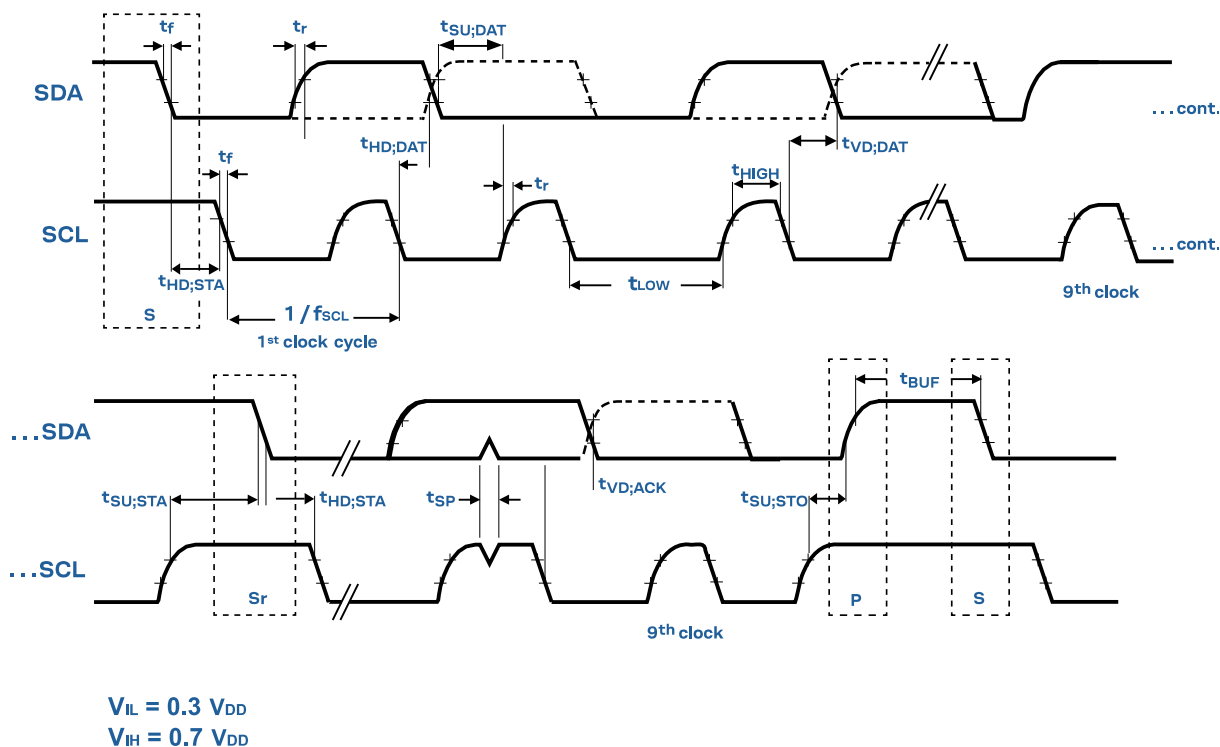 tf
tr
tSU;DAT
SDA
...cont.
tHD;DAT
tVD;DAT
tf
tr
tHIGH
SCL
...cont.
tHD;STA
tLOW
S
1 / fSCL
1st clock cycle
9th clock
tBUF
...SDA
tSU;STA
tHD;STA
tSP
tVD;ACK
tSU;STO
...SCL
Sr
P
S
9th clock
VIL = 0.3 VDD
VIH = 0.7 VDD